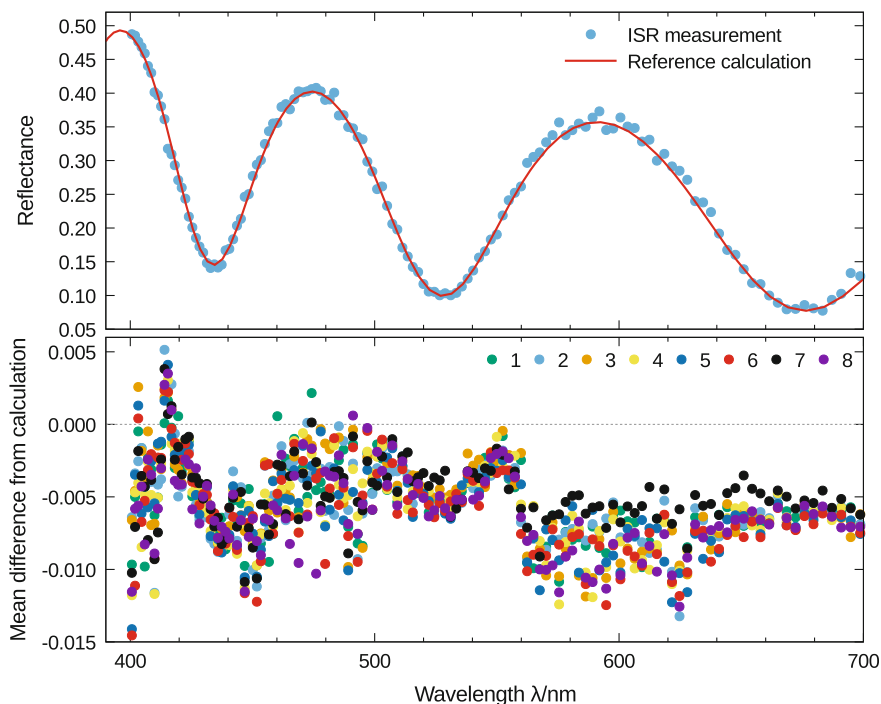 Reflectance
0.50
0.45
0.40
0.35
0.30
0.25
0.20
0.15
0.10
0.05
ISR measurement
Reference calculation
Mean difference from calculation
0.005
0.000
-0.005
-0.010
-0.015
1 2 3 4 5 6 7 8
400 500 600 700
Wavelength λ/nm